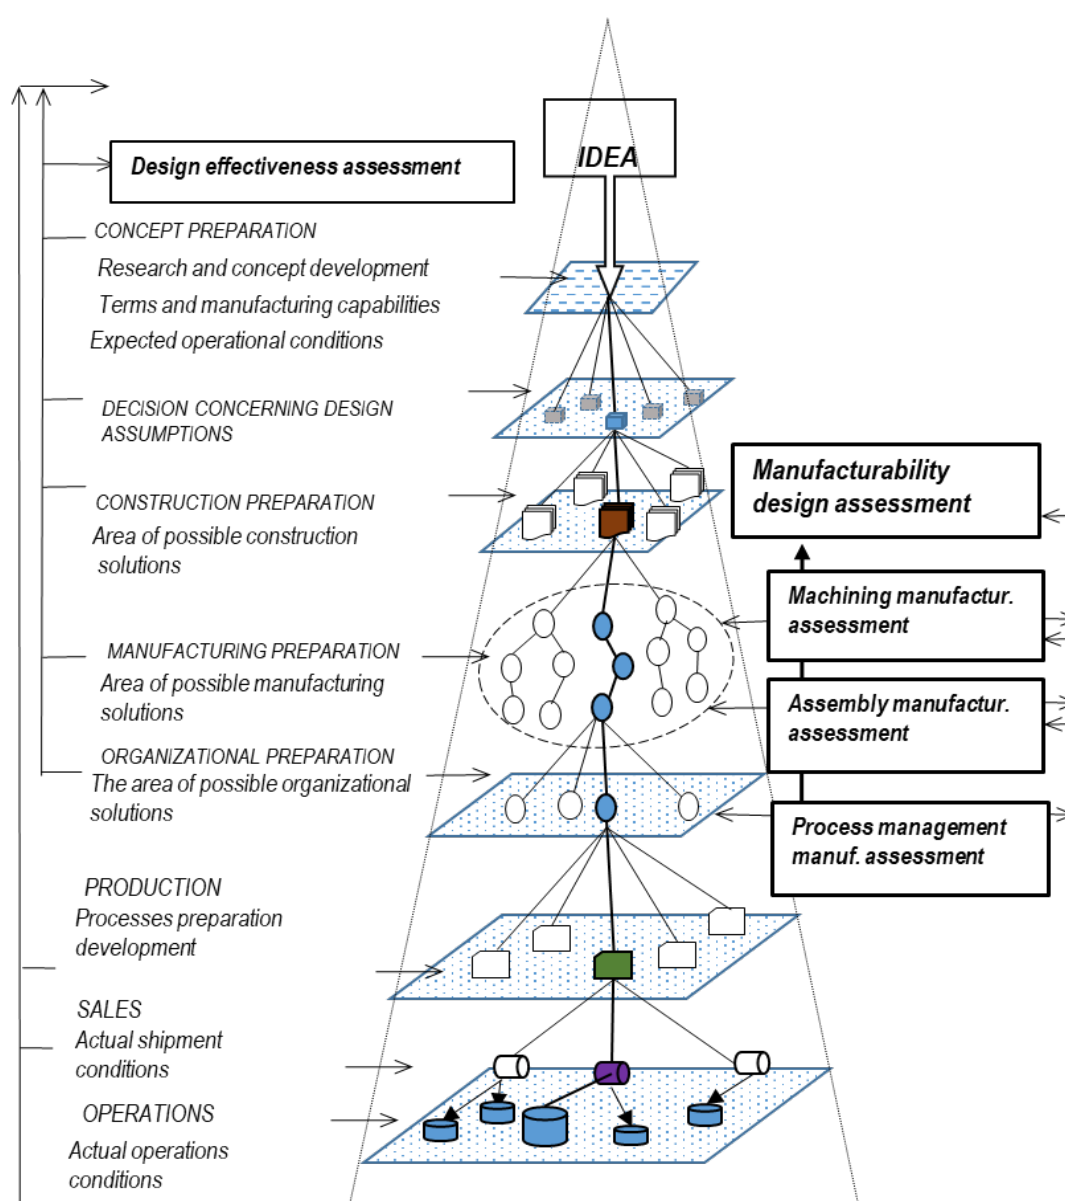 IDEA
Design effectiveness assessment
CONCEPT PREPARATION
Research and concept development
Terms and manufacturing capabilities
Expected operational conditions
DECISION CONCERNING DESIGN
ASSUMPTIONS
CONSTRUCTION PREPARATION
Area of possible construction
solutions
Manufacturability
design assessment
Machining manufactur.
assessment
MANUFACTURING PREPARATION
Area of possible manufacturing
solutions
Assembly manufactur.
assessment
ORGANIZATIONAL PREPARATION
The area of possible organizational
solutions
Process management
manuf. assessment
PRODUCTION
Processes preparation
development
SALES
Actual shipment
conditions
OPERATIONS
Actual operations
conditions